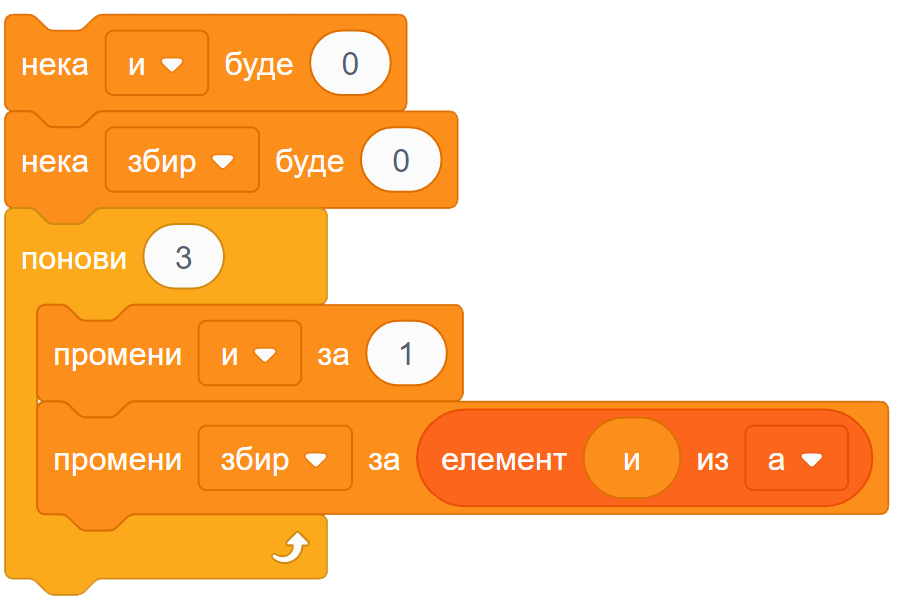 нека и буде 0
нека збир буде 0
понови 3
промени и за 1
промени збир за елемент и из а